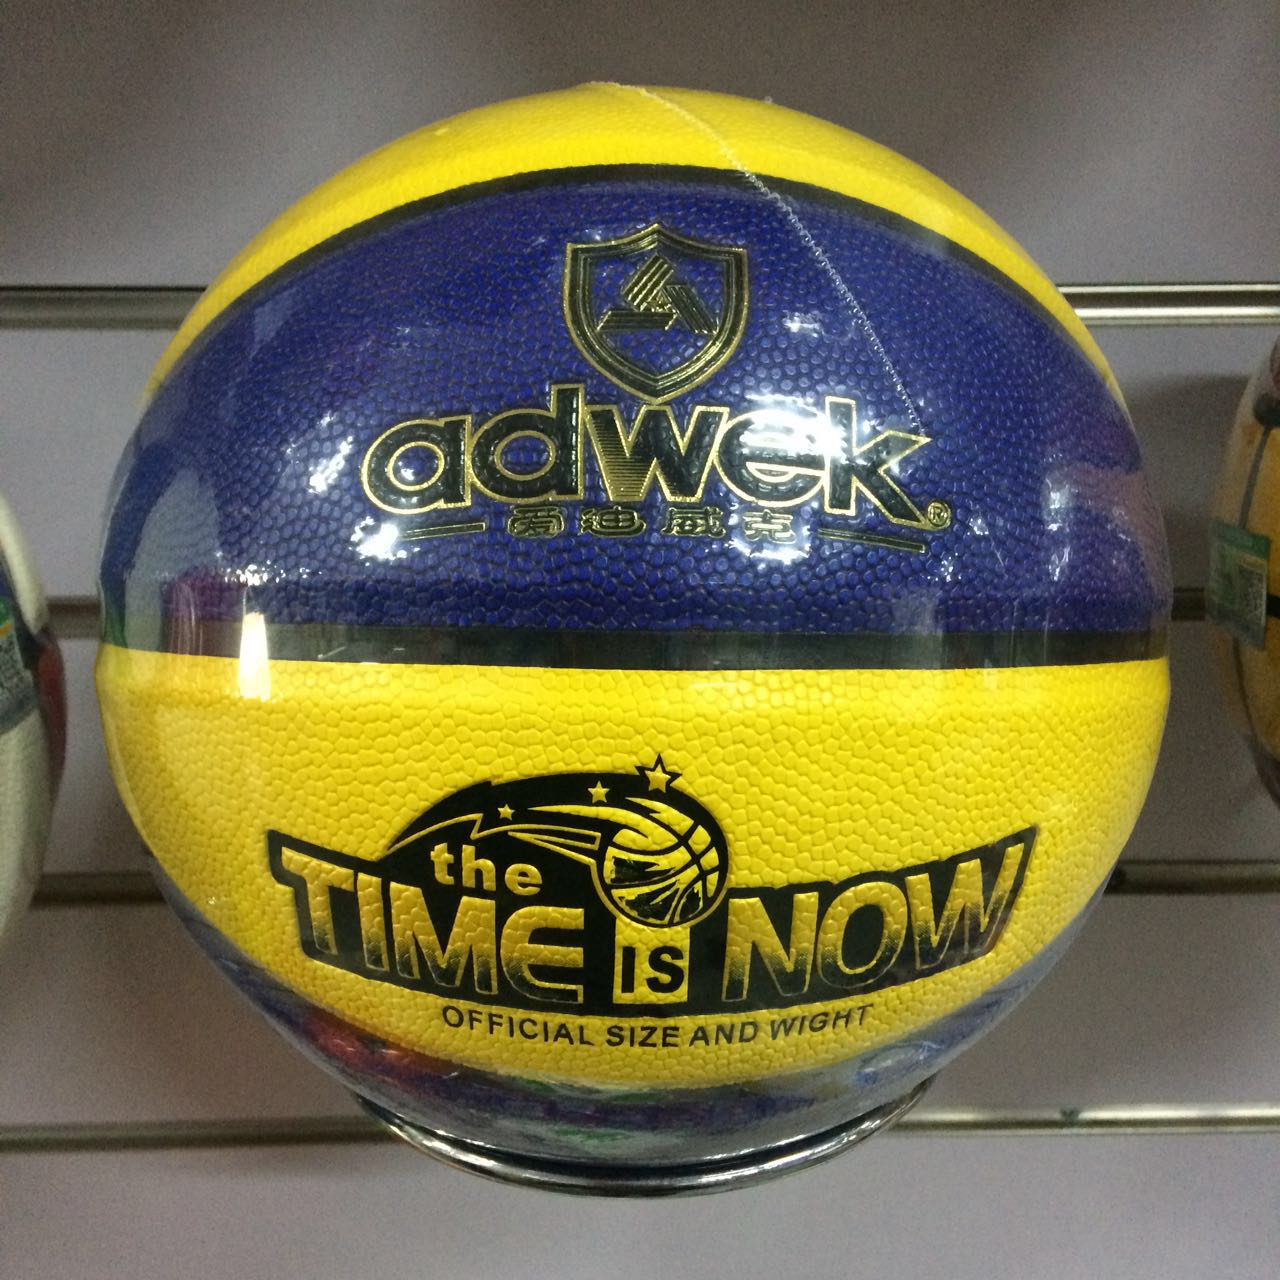 adwek®
爱迪威克
the
TIME IS NOW
OFFICIAL SIZE AND WIGHT